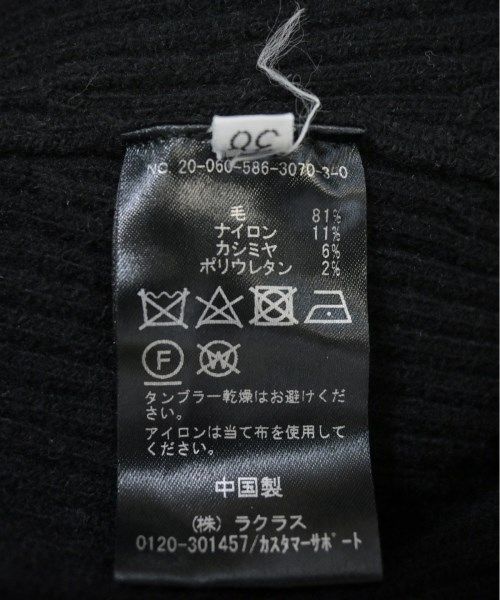 QC
NO. 20-060-586-3070-3-0
毛 81%
ナイロン 11%
カシミヤ 6%
ポリウレタン 2%
F
W
タンブラー乾燥はお避けくだ
さい。
アイロンは当て布を使用して
ください。
中国製
(株) ラクラス
0120-301457/カスタマーサポート